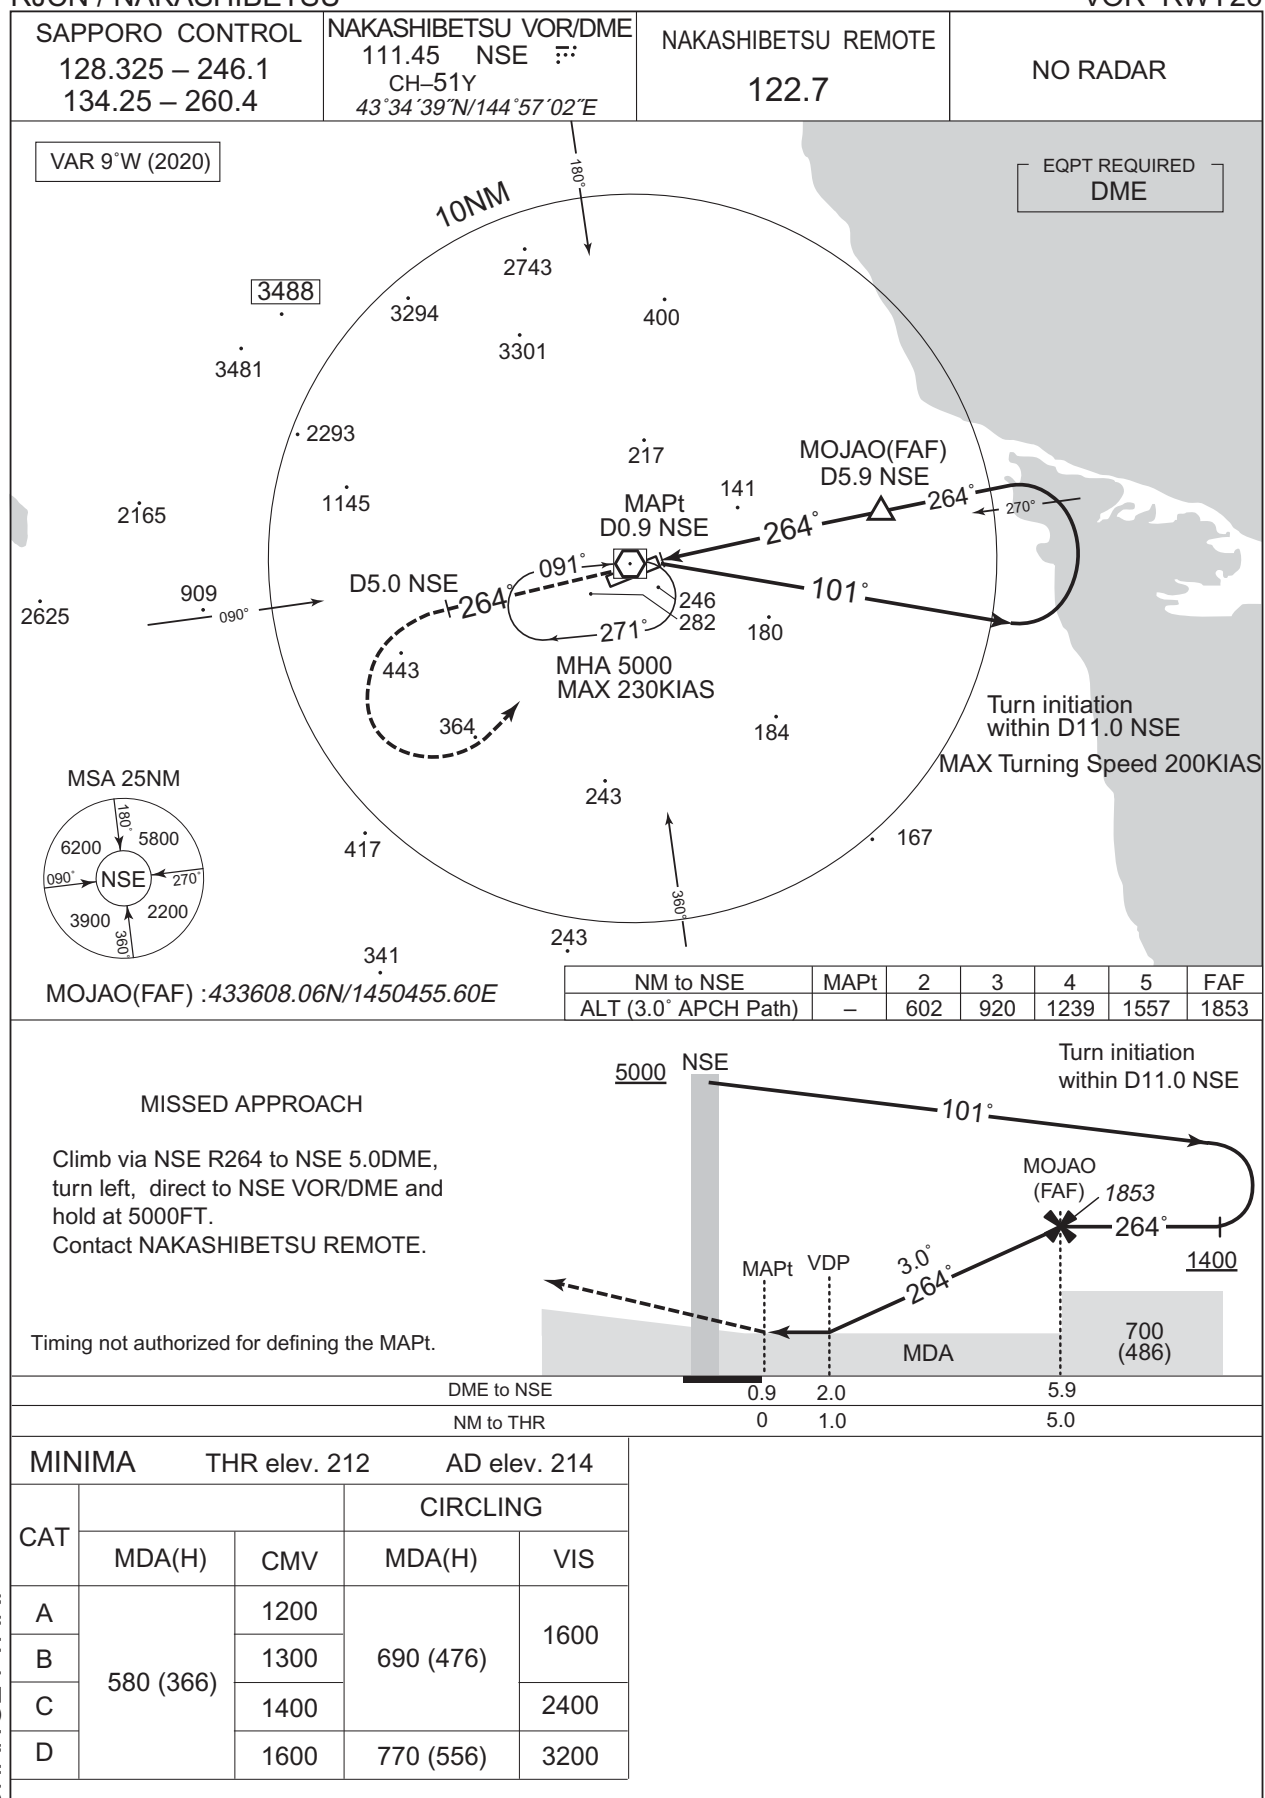 RJCN / NAKASHIBETSU
VOR RWY26
SAPPORO CONTROL
128.325 – 246.1
134.25 – 260.4
NAKASHIBETSU VOR/DME
111.45 NSE
CH–51Y
43°34′39″N/144°57′02″E
NAKASHIBETSU REMOTE
122.7
NO RADAR
VAR 9°W (2020)
EQPT REQUIRED
DME
10NM
180°
2743
3488
3294
400
3301
3481
2293
217
MOJAO(FAF)
D5.9 NSE
141
1145
2165
MAPt
D0.9 NSE
264°
270°
264°
091°
D5.0 NSE
264°
101°
909
090°
2625
246
282
271°
180
443
MHA 5000
MAX 230KIAS
364
184
Turn initiation
within D11.0 NSE
MAX Turning Speed 200KIAS
MSA 25NM
180°
6200
5800
090°
NSE
270°
3900
2200
360°
243
417
167
360°
243
341
MOJAO(FAF) :433608.06N/1450455.60E
NM to NSE MAPt 2 3 4 5 FAF
ALT (3.0° APCH Path) – 602 920 1239 1557 1853
MISSED APPROACH
Climb via NSE R264 to NSE 5.0DME,
turn left, direct to NSE VOR/DME and
hold at 5000FT.
Contact NAKASHIBETSU REMOTE.
Timing not authorized for defining the MAPt.
5000
NSE
Turn initiation
within D11.0 NSE
101°
MOJAO
(FAF)
1853
264°
1400
3.0°
264°
MAPt
VDP
MDA
700
(486)
DME to NSE 0.9 2.0 5.9
NM to THR 0 1.0 5.0
MINIMA THR elev. 212 AD elev. 214
CAT
CIRCLING
MDA(H) CMV MDA(H) VIS
A 1200
B 1300
C 1400
D 1600
580 (366)
690 (476)
770 (556)
1600
2400
3200